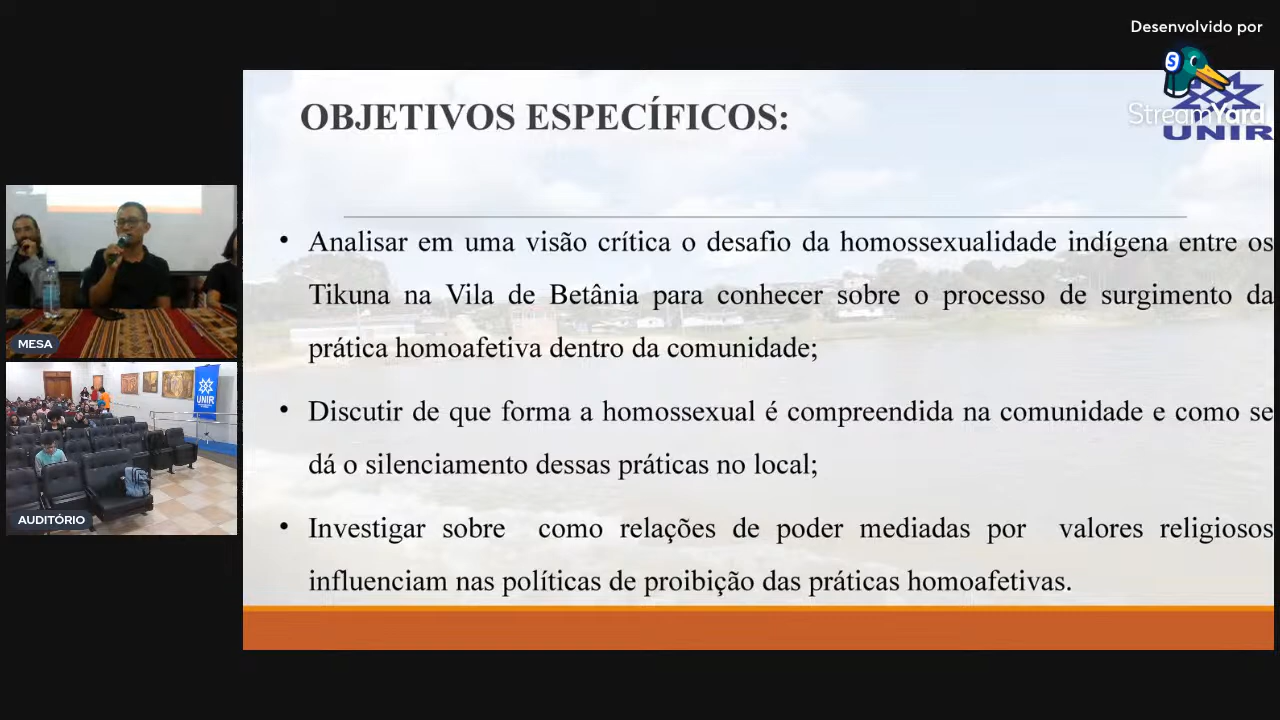 Desenvolvido por
StreamYard
UNIR
OBJETIVOS ESPECÍFICOS:
• Analisar em uma visão crítica o desafio da homossexualidade indígena entre os
Tikuna na Vila de Betânia para conhecer sobre o processo de surgimento da
prática homoafetiva dentro da comunidade;
• Discutir de que forma a homossexual é compreendida na comunidade e como se
dá o silenciamento dessas práticas no local;
• Investigar sobre como relações de poder mediadas por valores religiosos
influenciam nas políticas de proibição das práticas homoafetivas.
MESA
UNIR
AUDITÓRIO